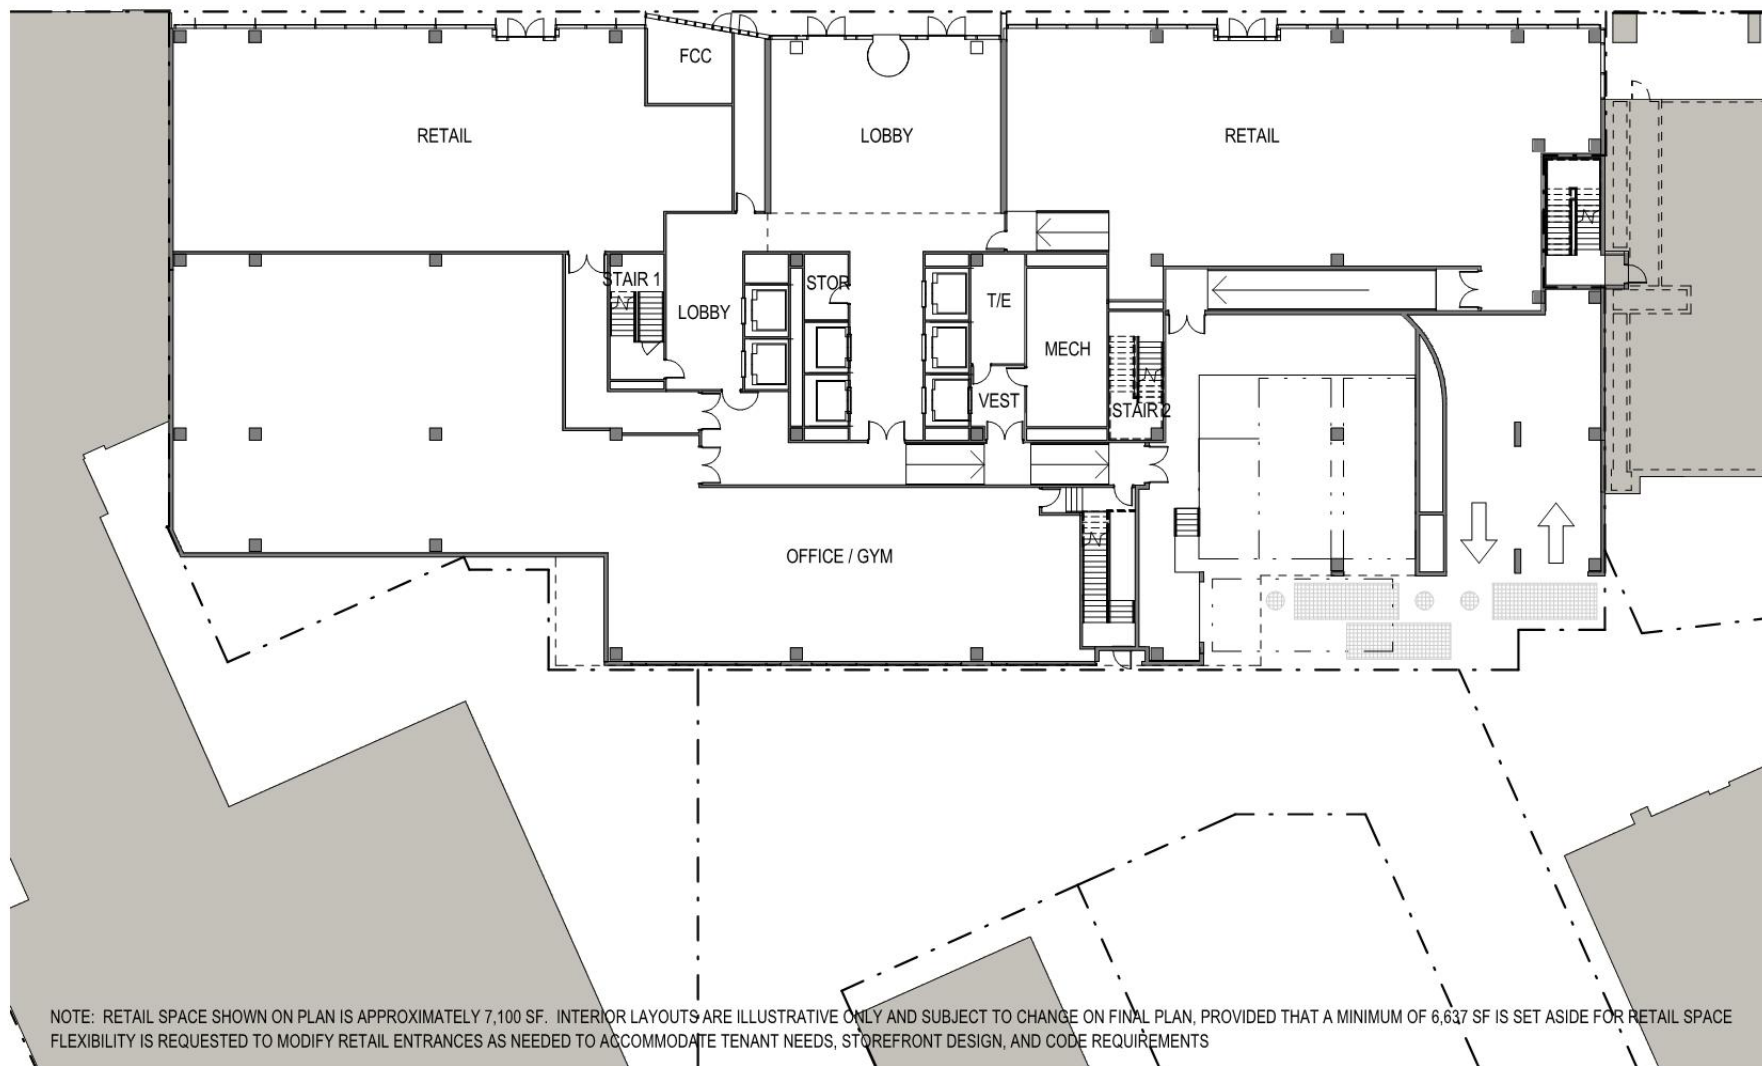 FCC
RETAIL
LOBBY
RETAIL
STAIR 1
STOR
T/E
LOBBY
MECH
VEST
STAIR 2
OFFICE / GYM
NOTE: RETAIL SPACE SHOWN ON PLAN IS APPROXIMATELY 7,100 SF. INTERIOR LAYOUTS ARE ILLUSTRATIVE ONLY AND SUBJECT TO CHANGE ON FINAL PLAN, PROVIDED THAT A MINIMUM OF 6,637 SF IS SET ASIDE FOR RETAIL SPACE
FLEXIBILITY IS REQUESTED TO MODIFY RETAIL ENTRANCES AS NEEDED TO ACCOMMODATE TENANT NEEDS, STOREFRONT DESIGN, AND CODE REQUIREMENTS